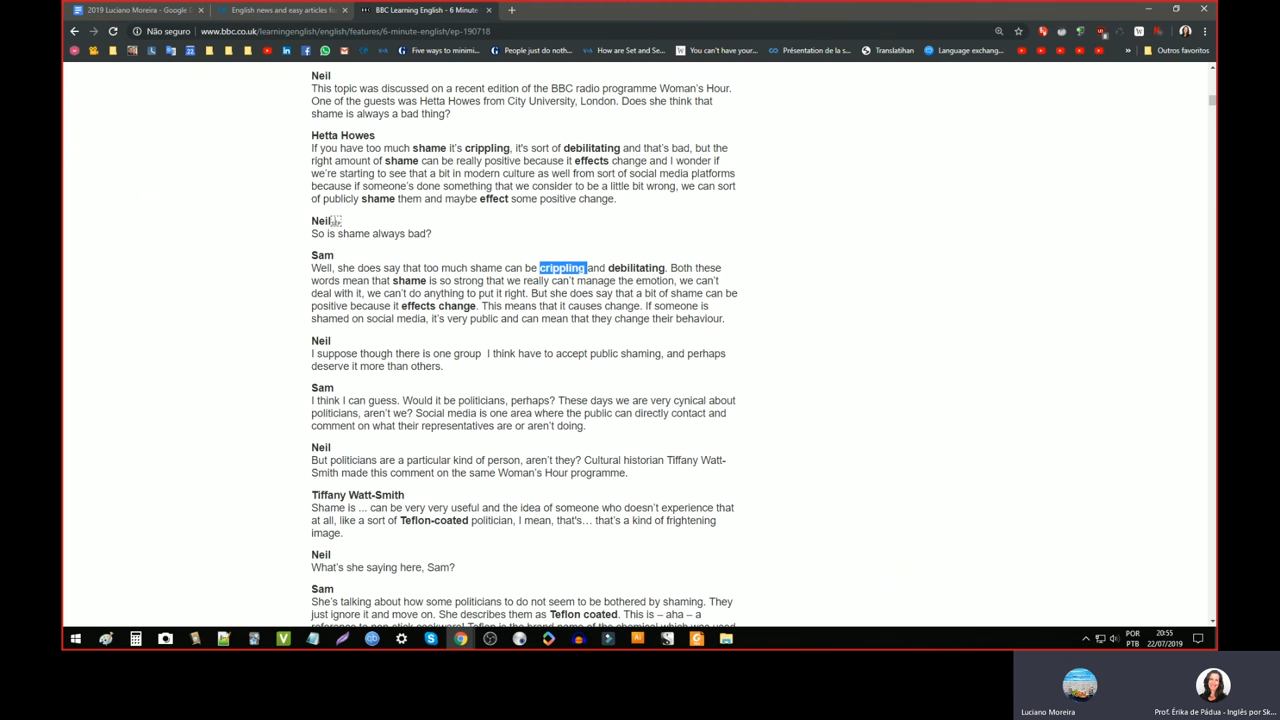 2019 Luciano Moreira - Google D
English news and easy articles fo
BBC Learning English - 6 Minute
Não seguro | www.bbc.co.uk/learningenglish/english/features/6-minute-english/ep-190718
Five ways to minimi...
People just do noth...
How are Set and Se...
You can't have your...
Présentation de la s...
Translatihan
Language exchang...
Outros favoritos
Neil
This topic was discussed on a recent edition of the BBC radio programme Woman's Hour.
One of the guests was Hetta Howes from City University, London. Does she think that
shame is always a bad thing?
Hetta Howes
If you have too much shame it's crippling, it's sort of debilitating and that's bad, but the
right amount of shame can be really positive because it effects change and I wonder if
we're starting to see that a bit in modern culture as well from sort of social media platforms
because if someone's done something that we consider to be a little bit wrong, we can sort
of publicly shame them and maybe effect some positive change.
Neil
So is shame always bad?
Sam
Well, she does say that too much shame can be crippling and debilitating. Both these
words mean that shame is so strong that we really can't manage the emotion, we can't
deal with it, we can't do anything to put it right. But she does say that a bit of shame can be
positive because it effects change. This means that it causes change. If someone is
shamed on social media, it's very public and can mean that they change their behaviour.
Neil
I suppose though there is one group  I think have to accept public shaming, and perhaps
deserve it more than others.
Sam
I think I can guess. Would it be politicians, perhaps? These days we are very cynical about
politicians, aren't we? Social media is one area where the public can directly contact and
comment on what their representatives are or aren't doing.
Neil
But politicians are a particular kind of person, aren't they? Cultural historian Tiffany Watt-
Smith made this comment on the same Woman's Hour programme.
Tiffany Watt-Smith
Shame is ... can be very very useful and the idea of someone who doesn't experience that
at all, like a sort of Teflon-coated politician, I mean, that's… that's a kind of frightening
image.
Neil
What's she saying here, Sam?
Sam
She's talking about how some politicians to do not seem to be bothered by shaming. They
just ignore it and move on. She describes them as Teflon coated. This is – aha – a
reference to non-stick cookware! Teflon is the brand name of the chemical which was used
POR
PTB
20:55
22/07/2019
Luciano Moreira
Prof. Érika de Pádua - Inglês por Sk...